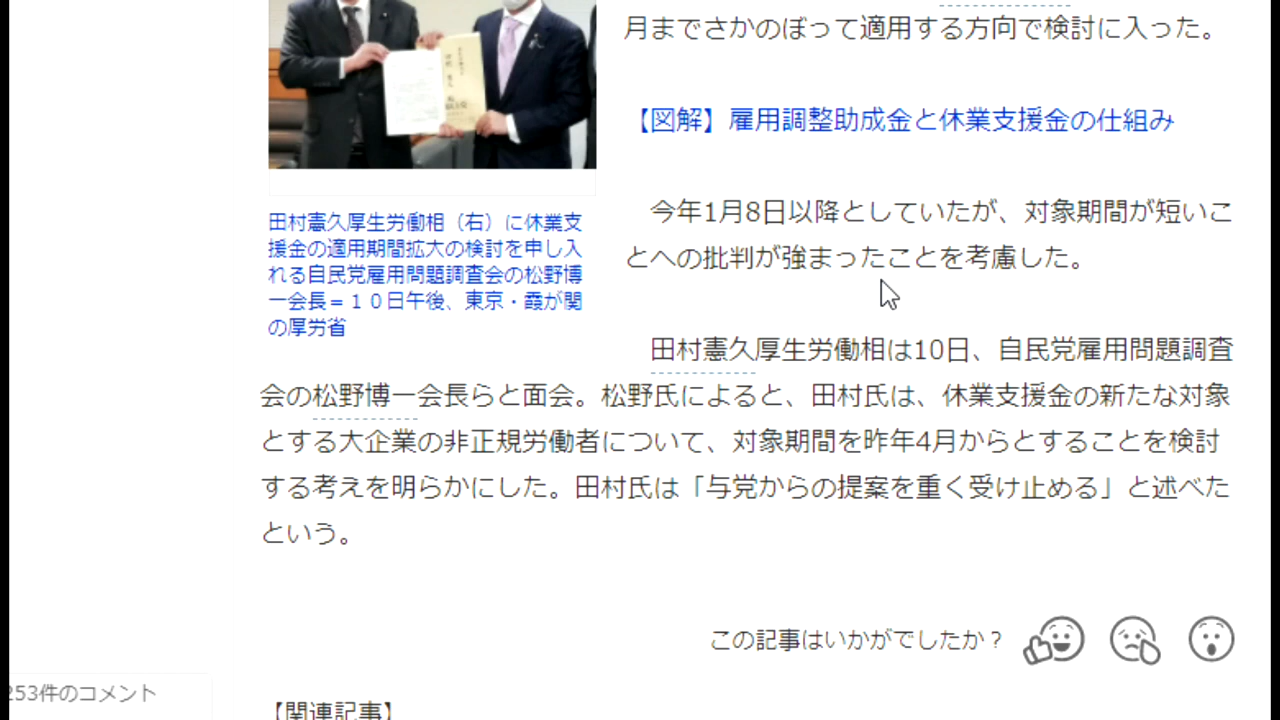 月までさかのぼって適用する方向で検討に入った。
【図解】雇用調整助成金と休業支援金の仕組み
今年1月8日以降としていたが、対象期間が短いこ
とへの批判が強まったことを考慮した。
田村憲久厚生労働相（右）に休業支
援金の適用期間拡大の検討を申し入
れる自民党雇用問題調査会の松野博
一会長＝１０日午後、東京・霞が関
の厚労省
田村憲久厚生労働相は10日、自民党雇用問題調査
会の松野博一会長らと面会。松野氏によると、田村氏は、休業支援金の新たな対象
とする大企業の非正規労働者について、対象期間を昨年4月からとすることを検討
する考えを明らかにした。田村氏は「与党からの提案を重く受け止める」と述べた
という。
この記事はいかがでしたか？
253件のコメント
【関連記事】